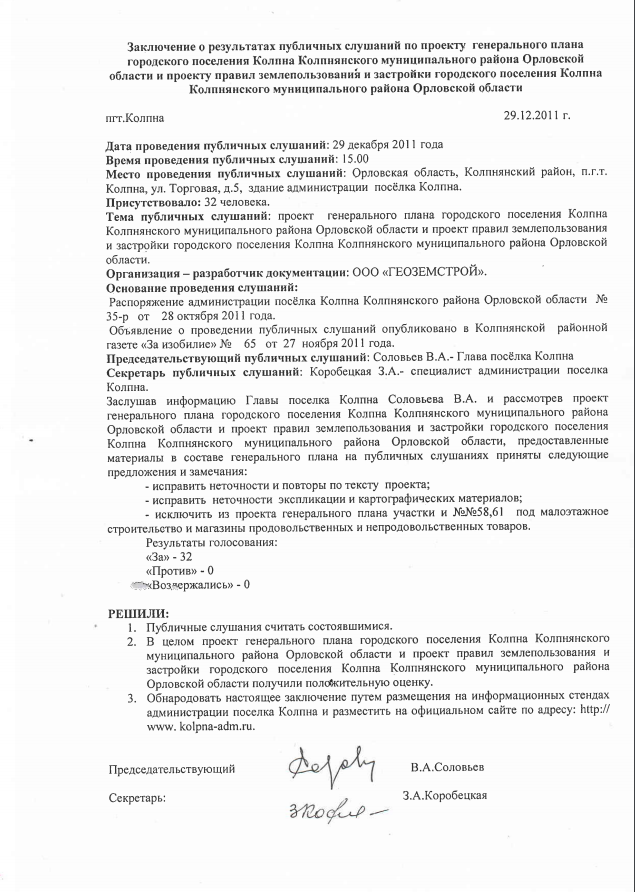 Заключение о результатах публичных слушаний по проекту генерального плана
городского поселения Колпна Колпнянского муниципального района Орловской
области и проекту правил землепользования и застройки городского поселения Колпна
Колпнянского муниципального района Орловской области
пгт.Колпна 29.12.2011 г.
Дата проведения публичных слушаний: 29 декабря 2011 года
Время проведения публичных слушаний: 15.00
Место проведения публичных слушаний: Орловская область, Колпнянский район, п.г.т.
Колпна, ул. Торговая, д.5, здание администрации посёлка Колпна.
Присутствовало: 32 человека.
Тема публичных слушаний: проект генерального плана городского поселения Колпна
Колпнянского муниципального района Орловской области и проект правил землепользования
и застройки городского поселения Колпна Колпнянского муниципального района Орловской
области.
Организация – разработчик документации: ООО «ГЕОЗЕМСТРОЙ».
Основание проведения слушаний:
Распоряжение администрации посёлка Колпна Колпнянского района Орловской области №
35-р от 28 октября 2011 года.
Объявление о проведении публичных слушаний опубликовано в Колпнянской районной
газете «За изобилие» № 65 от 27 ноября 2011 года.
Председательствующий публичных слушаний: Соловьев В.А.- Глава посёлка Колпна
Секретарь публичных слушаний: Коробецкая З.А.- специалист администрации поселка
Колпна.
Заслушав информацию Главы поселка Колпна Соловьева В.А. и рассмотрев проект
генерального плана городского поселения Колпна Колпнянского муниципального района
Орловской области и проект правил землепользования и застройки городского поселения
Колпна Колпнянского муниципального района Орловской области, предоставленные
материалы в составе генерального плана на публичных слушаниях приняты следующие
предложения и замечания:
- исправить неточности и повторы по тексту проекта;
- исправить неточности экспликации и картографических материалов;
- исключить из проекта генерального плана участки и №№58,61 под малоэтажное
строительство и магазины продовольственных и непродовольственных товаров.
Результаты голосования:
«За» - 32
«Против» - 0
«Воздержались» - 0
РЕШИЛИ:
1. Публичные слушания считать состоявшимися.
2. В целом проект генерального плана городского поселения Колпна Колпнянского
муниципального района Орловской области и проект правил землепользования и
застройки городского поселения Колпна Колпнянского муниципального района
Орловской области получили положительную оценку.
3. Обнародовать настоящее заключение путем размещения на информационных стендах
администрации поселка Колпна и разместить на официальном сайте по адресу: http://
www. kolpna-adm.ru.
Председательствующий В.А.Соловьев
Секретарь: З.А.Коробецкая